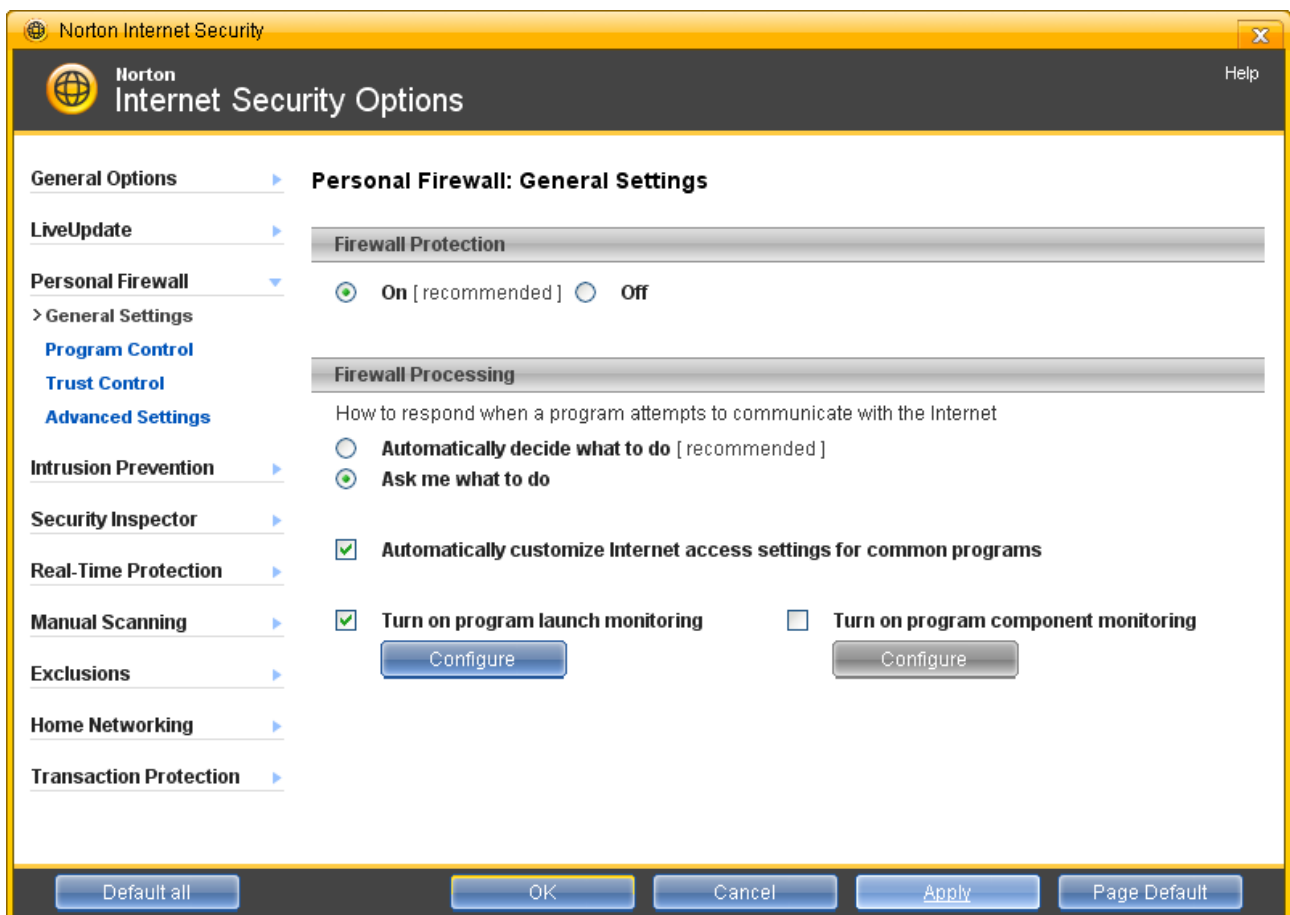 Norton Internet Security
Help
Norton
Internet Security Options
General Options
LiveUpdate
Personal Firewall
> General Settings
Program Control
Trust Control
Advanced Settings
Intrusion Prevention
Security Inspector
Real-Time Protection
Manual Scanning
Exclusions
Home Networking
Transaction Protection
Personal Firewall: General Settings
Firewall Protection
On [ recommended ] Off
Firewall Processing
How to respond when a program attempts to communicate with the Internet
Automatically decide what to do [ recommended ]
Ask me what to do
Automatically customize Internet access settings for common programs
Turn on program launch monitoring Turn on program component monitoring
Configure Configure
Default all OK Cancel Apply Page Default